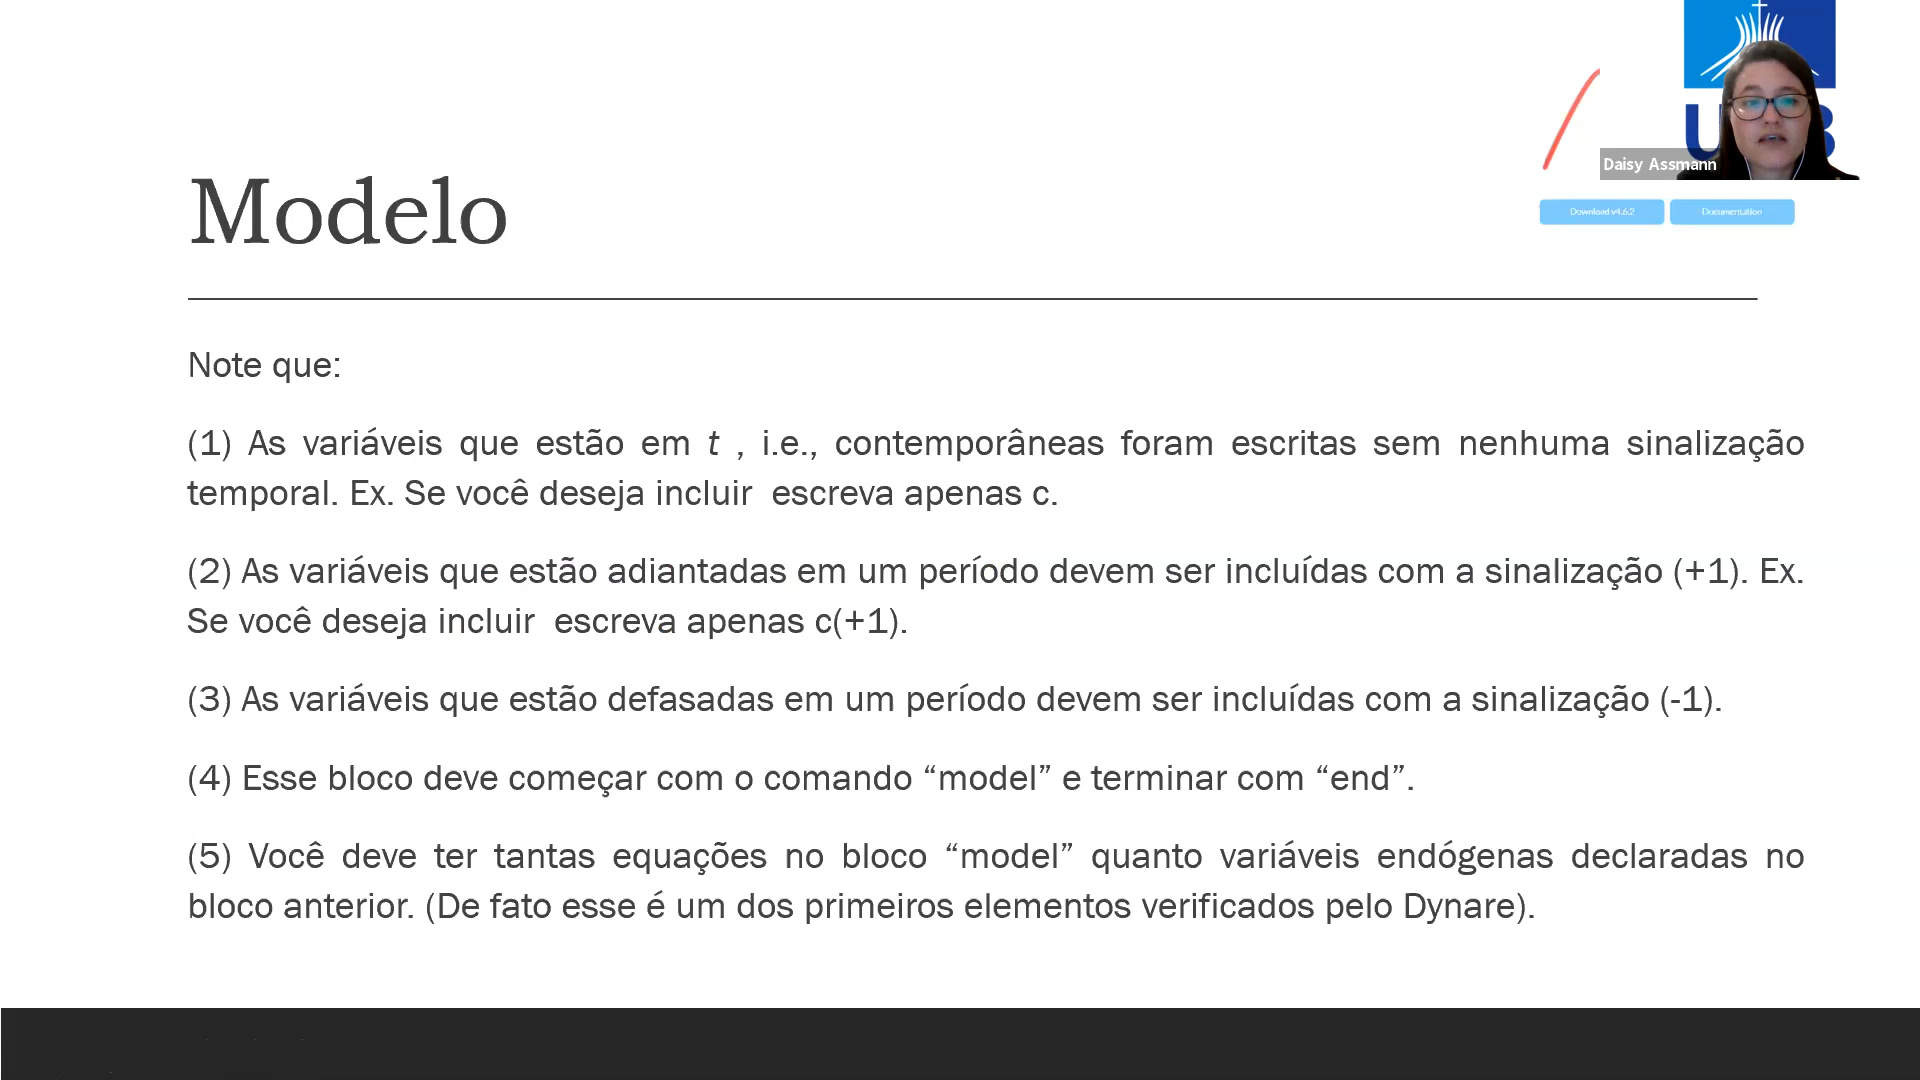 Daisy Assmann
Download v4.6.2
Documentation
Modelo
Note que:
(1) As variáveis que estão em t , i.e., contemporâneas foram escritas sem nenhuma sinalização
temporal. Ex. Se você deseja incluir  escreva apenas c.
(2) As variáveis que estão adiantadas em um período devem ser incluídas com a sinalização (+1). Ex.
Se você deseja incluir  escreva apenas c(+1).
(3) As variáveis que estão defasadas em um período devem ser incluídas com a sinalização (-1).
(4) Esse bloco deve começar com o comando “model” e terminar com “end”.
(5) Você deve ter tantas equações no bloco “model” quanto variáveis endógenas declaradas no
bloco anterior. (De fato esse é um dos primeiros elementos verificados pelo Dynare).